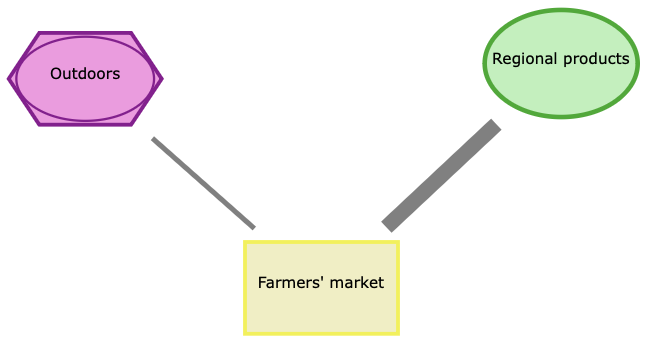 Outdoors
Regional products
Farmers' market